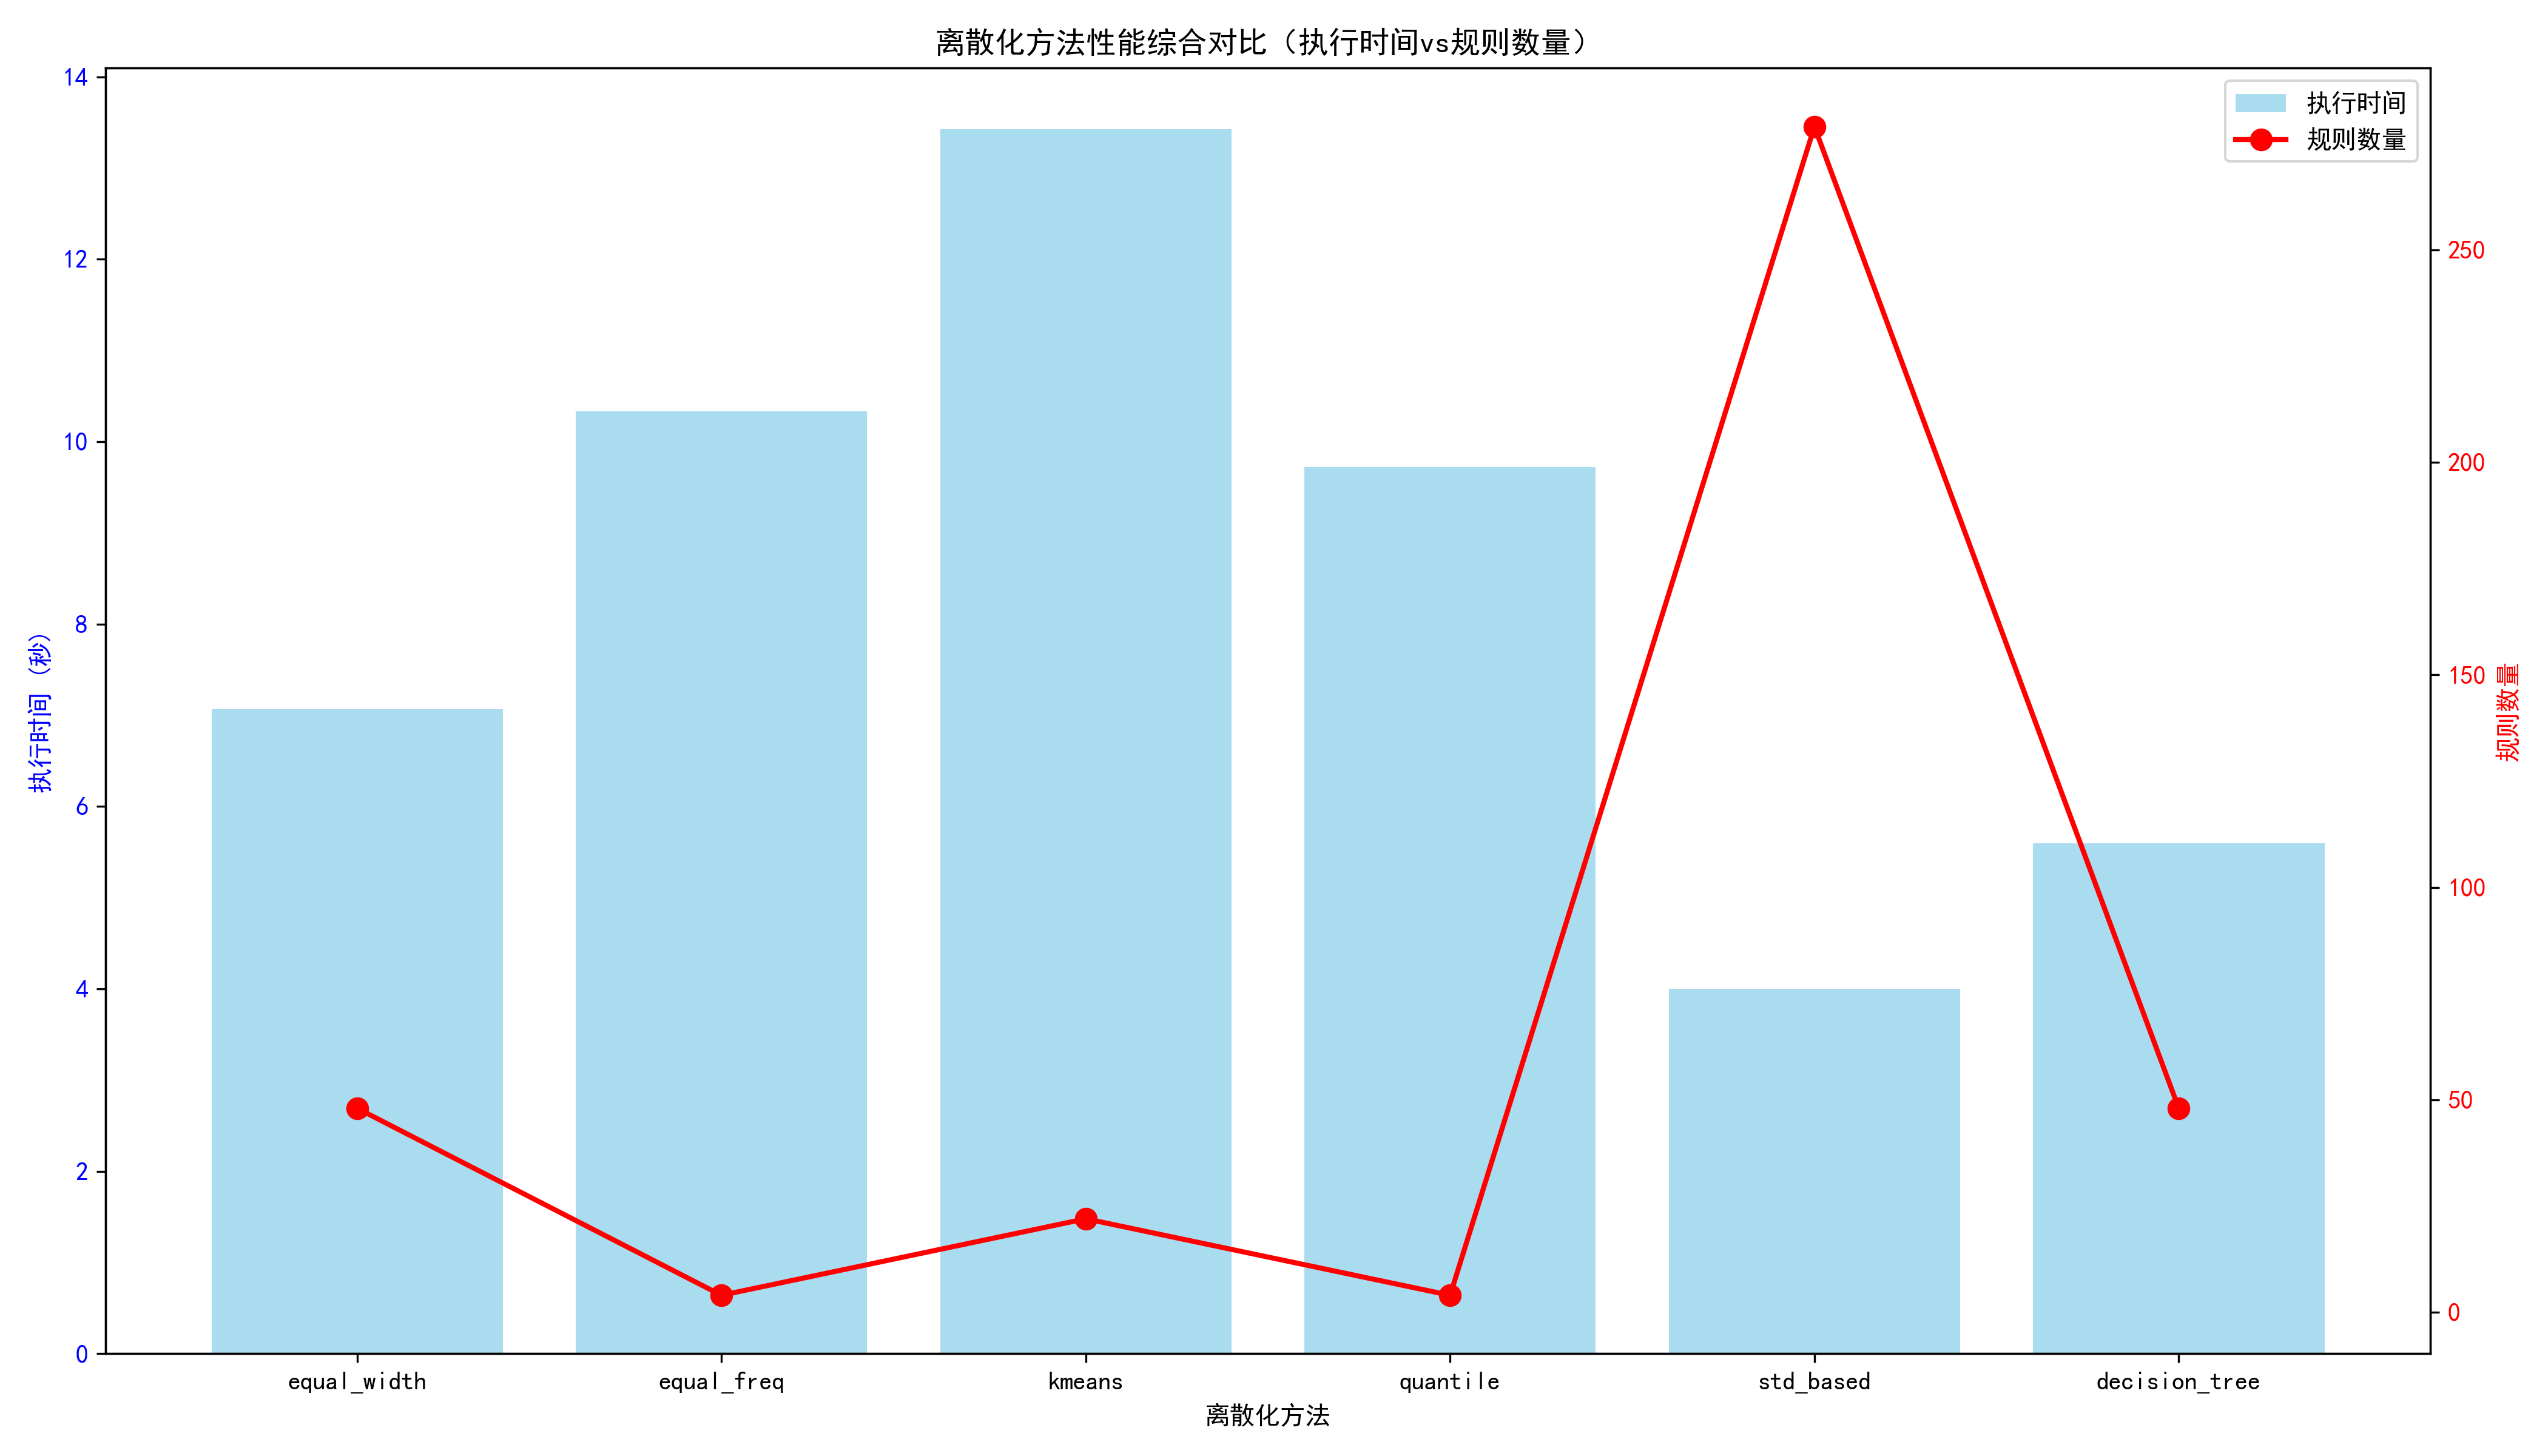 离散化方法性能综合对比（执行时间vs规则数量）
执行时间
规则数量
14
12
10
8
6
4
2
0
执行时间（秒）
250
200
150
100
50
0
规则数量
equal_width
equal_freq
kmeans
quantile
std_based
decision_tree
离散化方法